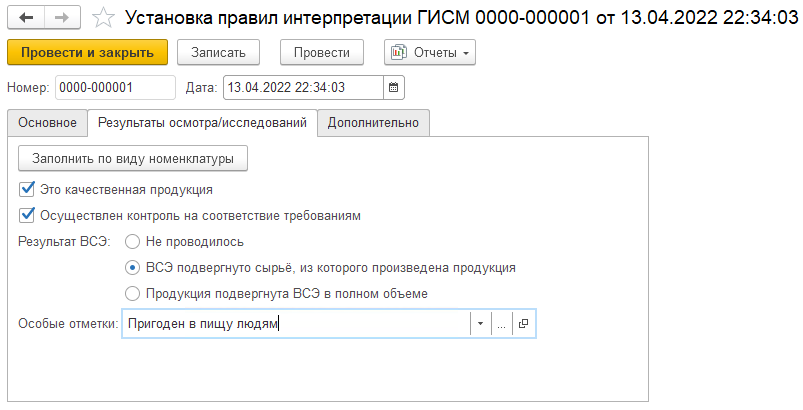 Установка правил интерпретации ГИСМ 0000-000001 от 13.04.2022 22:34:03
Провести и закрыть Записать Провести Отчеты
Номер: 0000-000001 Дата: 13.04.2022 22:34:03
Основное Результаты осмотра/исследований Дополнительно
Заполнить по виду номенклатуры
Это качественная продукция
Осуществлен контроль на соответствие требованиям
Результат ВСЭ: Не проводилось
ВСЭ подвергнуто сырьё, из которого произведена продукция
Продукция подвергнута ВСЭ в полном объеме
Особые отметки: Пригоден в пищу людям ...